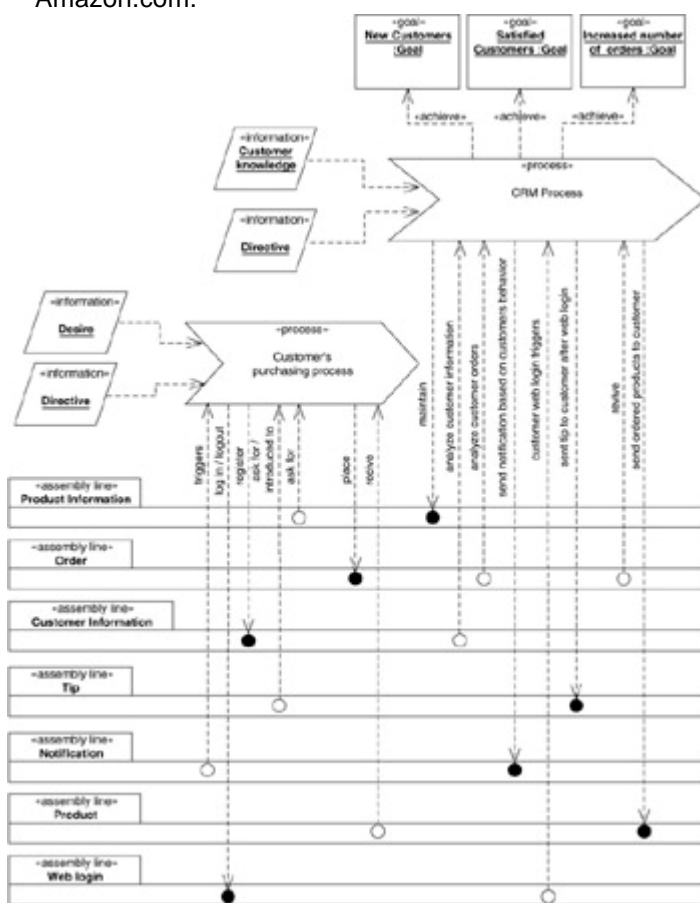 Amazon.com.
«goal»
New Customers
:Goal
«goal»
Satisfied
Customers :Goal
«goal»
Increased number
of orders :Goal
«achieve»
«achieve»
«achieve»
«information»
Customer
knowledge
«process»
CRM Process
«information»
Directive
«information»
Desire
«process»
Customer's
purchasing process
«information»
Directive
triggers
log in / logout
register
ask for /
introduced to
ask for
place
recive
maintain
analyze customer information
analyze customer orders
send notification based on customers behavior
customer web login triggers
sent tip to customer after web login
revive
send ordered products to customer
«assembly line»
Product Information
«assembly line»
Order
«assembly line»
Customer Information
«assembly line»
Tip
«assembly line»
Notification
«assembly line»
Product
«assembly line»
Web login